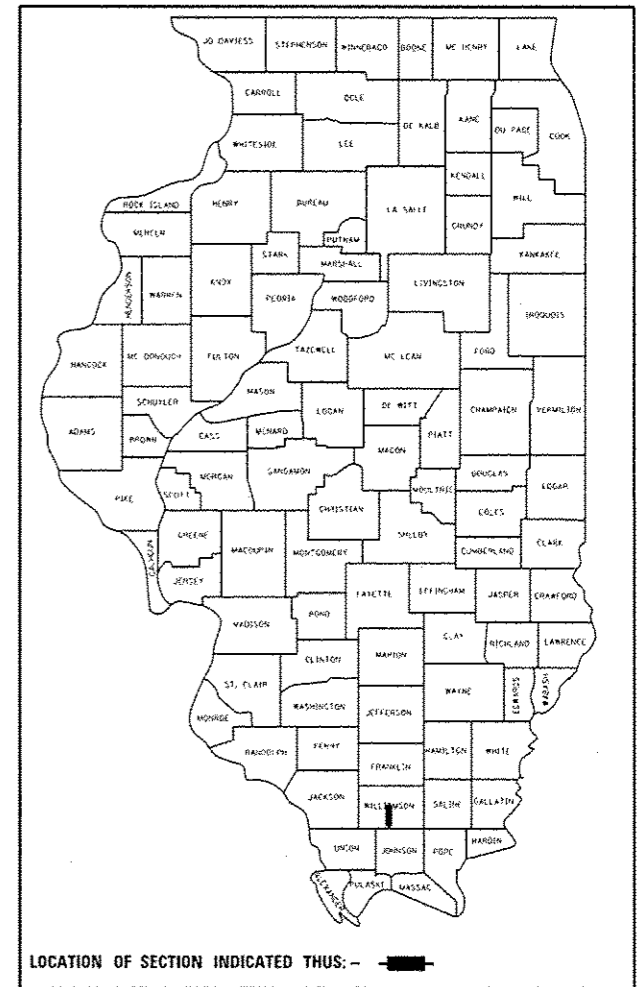 JO DAVIESS STEPHENSON WINNEBAGO BOONE MC HENRY LAKE
CARROLL OGLE DE KALB KANE DU PAGE COOK
WHITESIDE LEE
KENDALL
ROCK ISLAND HENRY BUREAU LA SALLE GRUNDY WILL
MERCER PUTNAM
STARK MARSHALL KANKAKEE
HENDERSON WARREN KNOX PEORIA WOODFORD LIVINGSTON IROQUOIS
HANCOCK MC DONOUGH FULTON TAZEWELL MC LEAN FORD
MASON
SCHUYLER LOGAN DE WITT CHAMPAIGN VERMILION
ADAMS BROWN CASS MENARD MACON PIATT
MORGAN SANGAMON DOUGLAS EDGAR
PIKE SCOTT CHRISTIAN MOULTRIE
COLES
GREENE MACOUPIN MONTGOMERY SHELBY CUMBERLAND CLARK
CALHOUN JERSEY
FAYETTE EFFINGHAM JASPER CRAWFORD
MADISON BOND
CLAY RICHLAND LAWRENCE
CLINTON MARION
ST. CLAIR WAYNE EDWARDS WABASH
WASHINGTON JEFFERSON
MONROE
RANDOLPH PERRY HAMILTON WHITE
FRANKLIN
JACKSON WILLIAMSON SALINE GALLATIN
UNION JOHNSON POPE HARDIN
ALEXANDER PULASKI MASSAC
LOCATION OF SECTION INDICATED THUS: -